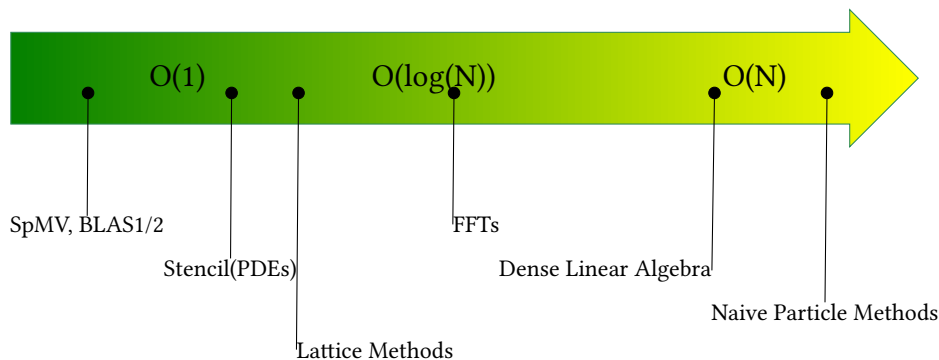 O(1)
O(log(N))
O(N)
SpMV, BLAS1/2
FFTs
Stencil(PDEs)
Dense Linear Algebra
Naive Particle Methods
Lattice Methods